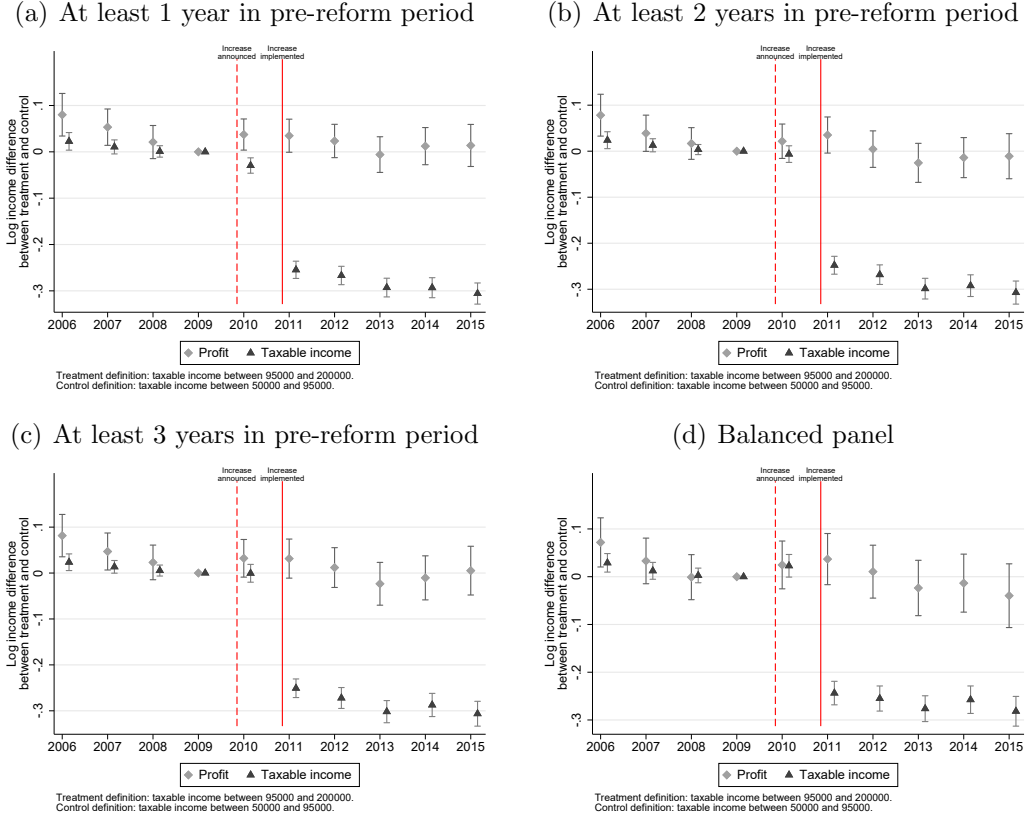 (a) At least 1 year in pre-reform period
Increase announced
Increase implemented
Log income difference
between treatment and control
.1
0
-.1
-.2
-.3
2006 2007 2008 2009 2010 2011 2012 2013 2014 2015
Profit Taxable income
Treatment definition: taxable income between 95000 and 200000.
Control definition: taxable income between 50000 and 95000.
(b) At least 2 years in pre-reform period
Increase announced
Increase implemented
Log income difference
between treatment and control
.1
0
-.1
-.2
-.3
2006 2007 2008 2009 2010 2011 2012 2013 2014 2015
Profit Taxable income
Treatment definition: taxable income between 95000 and 200000.
Control definition: taxable income between 50000 and 95000.
(c) At least 3 years in pre-reform period
Increase announced
Increase implemented
Log income difference
between treatment and control
.1
0
-.1
-.2
-.3
2006 2007 2008 2009 2010 2011 2012 2013 2014 2015
Profit Taxable income
Treatment definition: taxable income between 95000 and 200000.
Control definition: taxable income between 50000 and 95000.
(d) Balanced panel
Increase announced
Increase implemented
Log income difference
between treatment and control
.1
0
-.1
-.2
-.3
2006 2007 2008 2009 2010 2011 2012 2013 2014 2015
Profit Taxable income
Treatment definition: taxable income between 95000 and 200000.
Control definition: taxable income between 50000 and 95000.